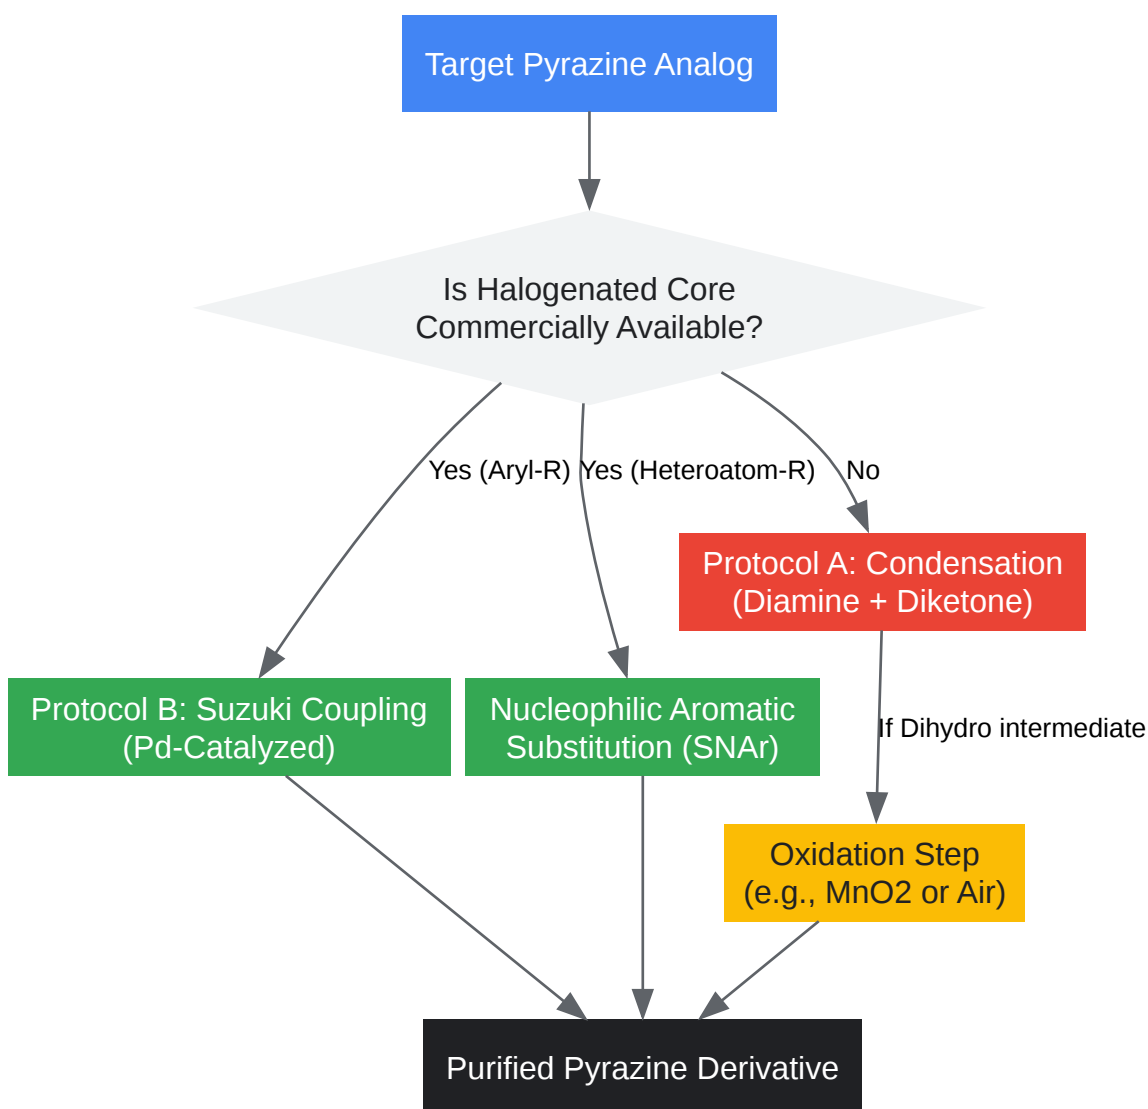 Target Pyrazine Analog
Is Halogenated Core
Commercially Available?
Yes (Aryl-R)
Yes (Heteroatom-R)
No
Protocol A: Condensation
(Diamine + Diketone)
Protocol B: Suzuki Coupling
(Pd-Catalyzed)
Nucleophilic Aromatic
Substitution (SNAr)
If Dihydro intermediate
Oxidation Step
(e.g., MnO2 or Air)
Purified Pyrazine Derivative